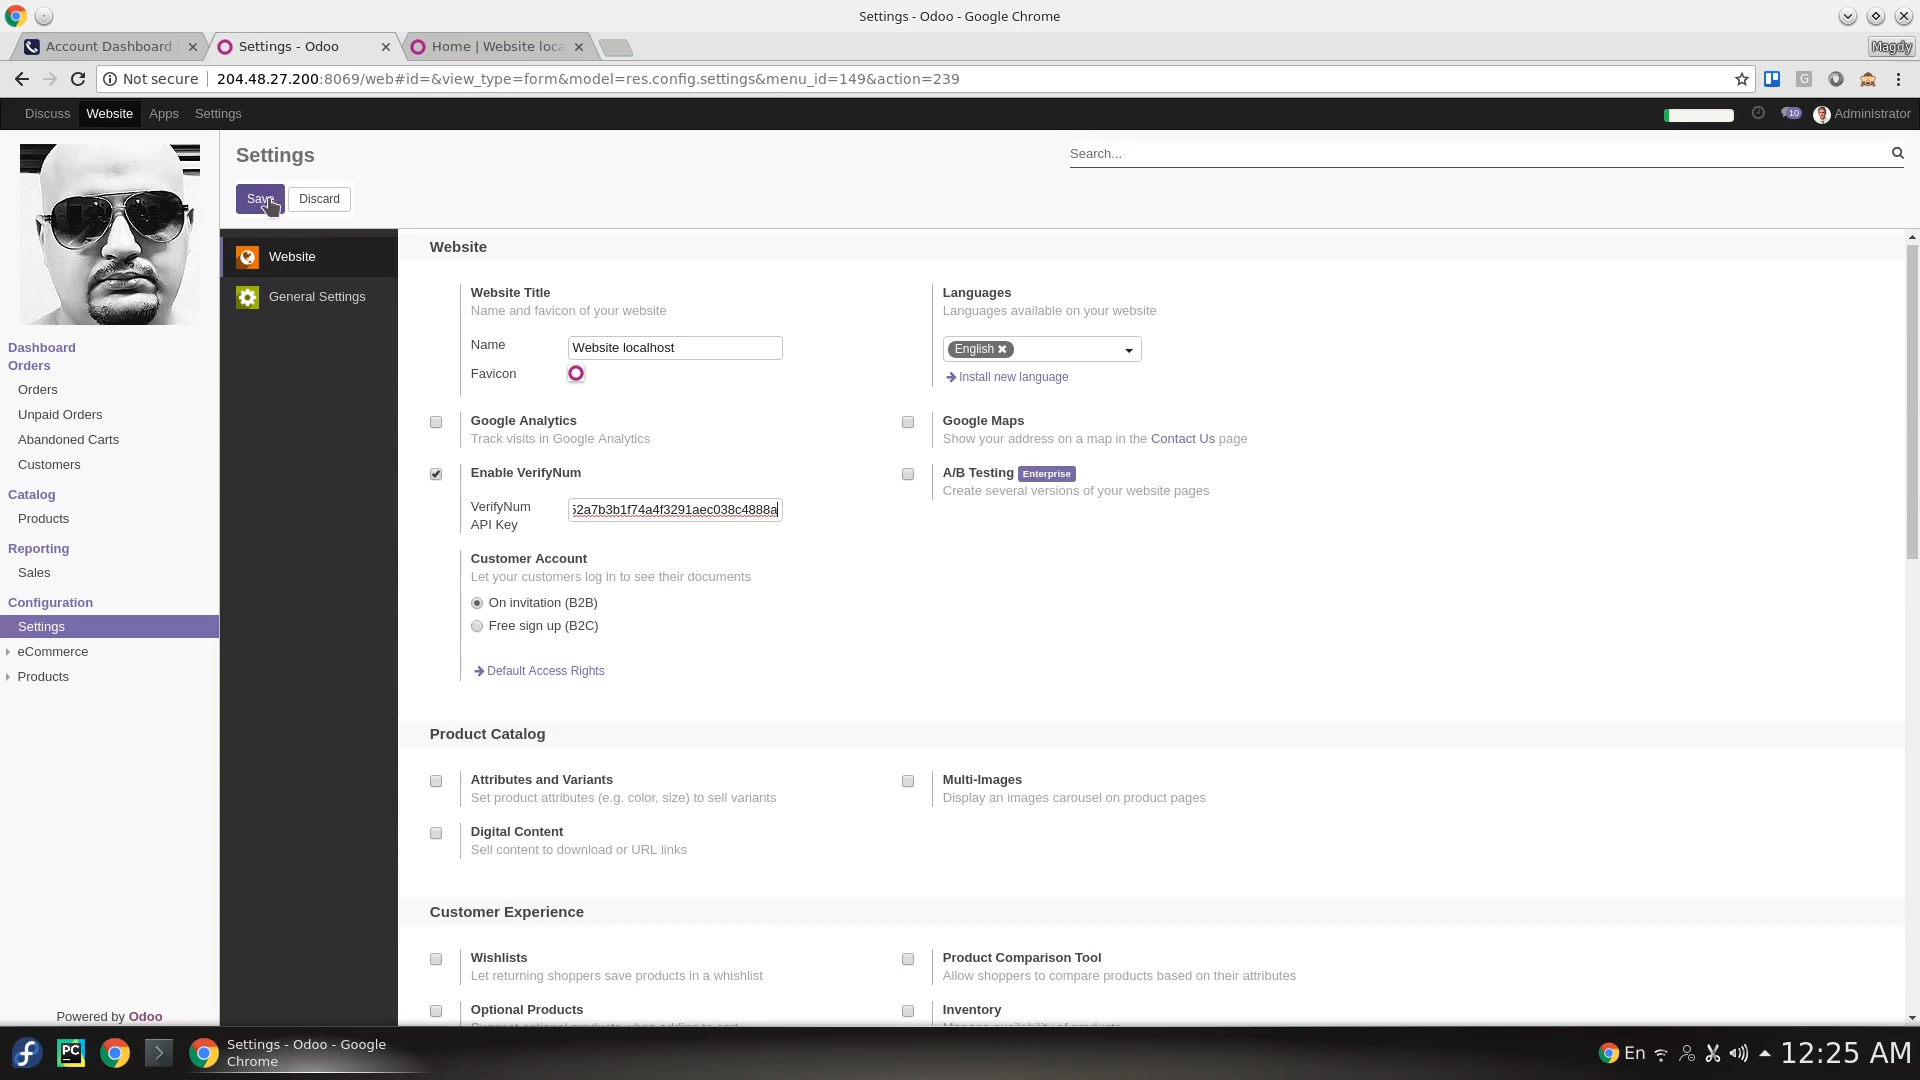 Settings - Odoo - Google Chrome
Account Dashboard
Settings - Odoo
Home | Website loca
Magdy
Not secure
204.48.27.200:8069/web#id=&view_type=form&model=res.config.settings&menu_id=149&action=239
G
Discuss
Website
Apps
Settings
10
Administrator
Settings
Search...
Save
Discard
Website
General Settings
Dashboard
Orders
Orders
Unpaid Orders
Abandoned Carts
Customers
Catalog
Products
Reporting
Sales
Configuration
Settings
eCommerce
Products
Powered by Odoo
Website
Website Title
Name and favicon of your website
Name
Website localhost
Favicon
Languages
Languages available on your website
English
Install new language
Google Analytics
Track visits in Google Analytics
Google Maps
Show your address on a map in the Contact Us page
Enable VerifyNum
VerifyNum
API Key
52a7b3b1f74a4f3291aec038c4888a
A/B Testing Enterprise
Create several versions of your website pages
Customer Account
Let your customers log in to see their documents
On invitation (B2B)
Free sign up (B2C)
Default Access Rights
Product Catalog
Attributes and Variants
Set product attributes (e.g. color, size) to sell variants
Multi-Images
Display an images carousel on product pages
Digital Content
Sell content to download or URL links
Customer Experience
Wishlists
Let returning shoppers save products in a whishlist
Product Comparison Tool
Allow shoppers to compare products based on their attributes
Optional Products
Inventory
PC
Settings - Odoo - Google
Chrome
En
12:25 AM